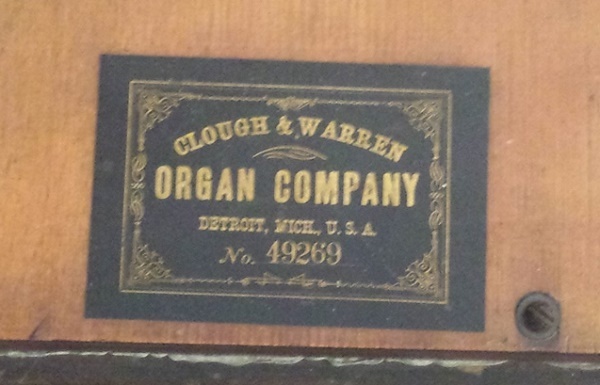 CLOUGH & WARREN
ORGAN COMPANY
DETROIT, MICH., U. S. A.
No. 49269